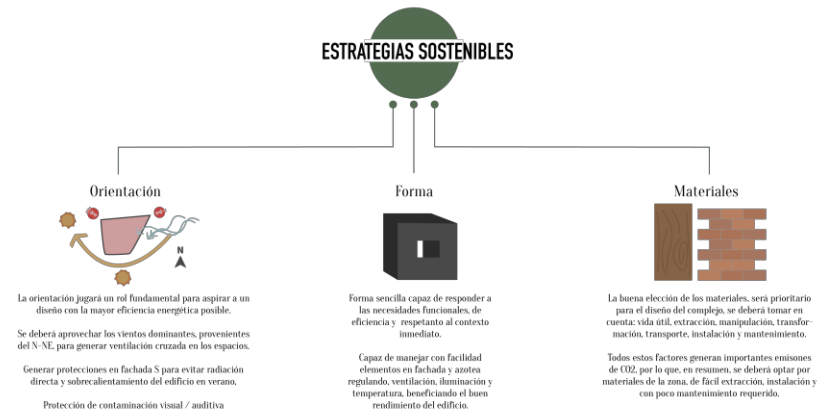 ESTRATEGIAS SOSTENIBLES
Orientación
N
La orientación jugará un rol fundamental para aspirar a un
diseño con la mayor eficiencia energética posible.
Se deberá aprovechar los vientos dominantes, provenientes
del N-NE, para generar ventilación cruzada en los espacios.
Generar protecciones en fachada S para evitar radiación
directa y sobrecalientamento del edificio en verano,
Protección de contaminación visual / auditiva
Forma
Forma sencilla capaz de responder a
las necesidades funcionales, de
eficiencia y respetanto al contexto
inmediato.
Capaz de manejar con facilidad
elementos en fachada y azotea
regulando, ventilación, iluminación y
temperatura, beneficiando el buen
rendimiento del edificio.
Materiales
La buena elección de los materiales, será prioritario
para el diseño del complejo, se deberá tomar en
cuenta: vida útil, extracción, manipulación, transfor-
mación, transporte, instalación y mantenimiento.
Todos estos factores generan importantes emisones
de CO2, por lo que, en resumen, se deberá optar por
materiales de la zona, de fácil extracción, instalación y
con poco mantenimiento requerido.